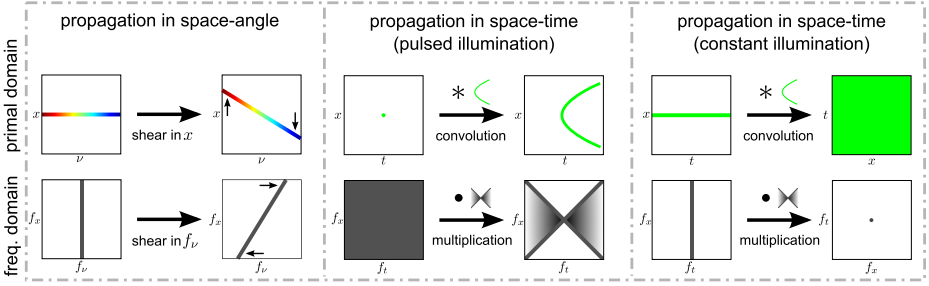 propagation in space-angle
propagation in space-time
(pulsed illumination)
propagation in space-time
(constant illumination)
primal domain
x
ν
shear in x
x
ν
x
t
*
convolution
x
t
x
t
*
convolution
t
x
freq. domain
f_x
f_ν
shear in f_ν
f_x
f_ν
f_x
f_t
multiplication
f_x
f_t
f_x
f_t
multiplication
f_t
f_x